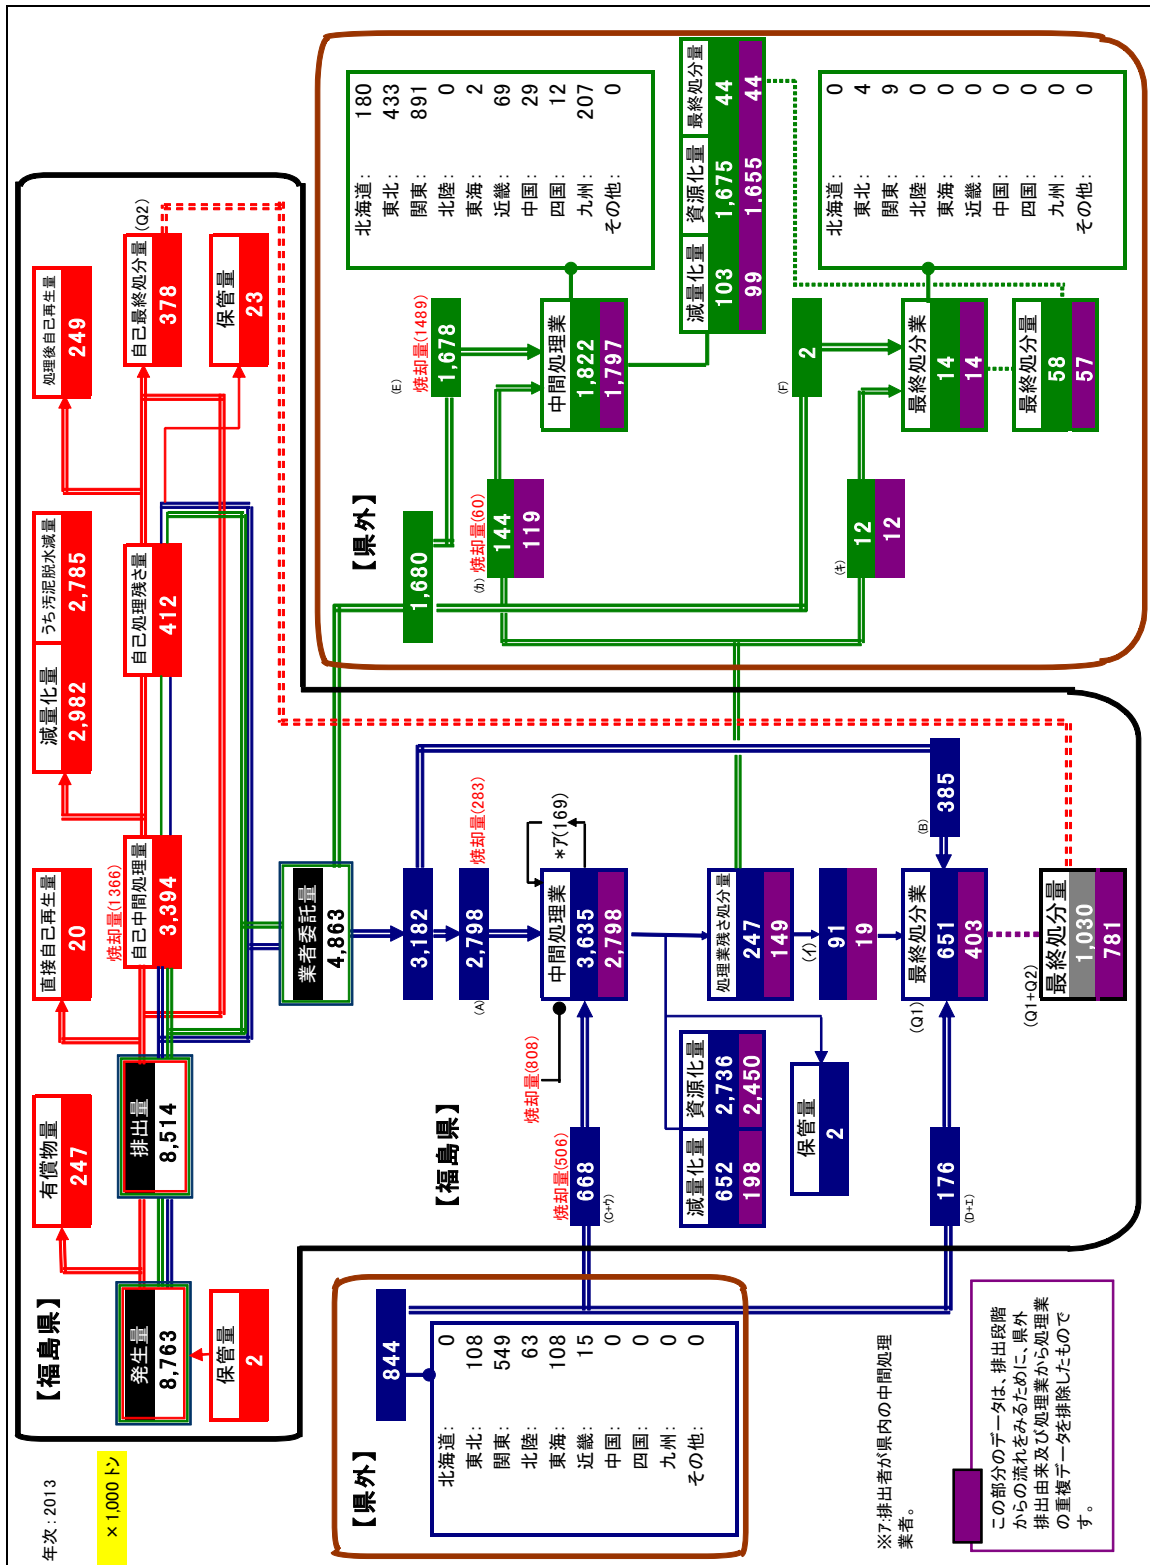 年次：2013
×1,000トン
【福島県】
発生量
8,763
保管量
2
有償物量
247
排出量
8,514
直接自己再生量
20
焼却量(1366)
自己中間処理量
3,394
減量化量
うち汚泥脱水減量
2,982
2,785
自己処理残さ量
412
処理後自己再生量
249
自己最終処分量
(Q2)
378
保管量
23
業者委託量
4,863
【県外】
844
北海道：
0
東北：
108
関東：
549
北陸：
63
東海：
108
近畿：
15
中国：
0
四国：
0
九州：
0
その他：
0
【福島県】
3,182
2,798
(A)
焼却量(283)
焼却量(506)
668
(C+ウ)
焼却量(808)
中間処理業
3,635
2,798
*ア(169)
減量化量
資源化量
652
2,736
198
2,450
保管量
2
処理業残さ処分量
247
149
(イ)
91
19
(B)
385
176
(D+エ)
(Q1)
最終処分業
651
403
(Q1+Q2)
最終処分量
1,030
781
【県外】
1,680
(E)
焼却量(1489)
1,678
(カ)
焼却量(60)
144
119
中間処理業
1,822
1,797
北海道：
180
東北：
433
関東：
891
北陸：
0
東海：
2
近畿：
69
中国：
29
四国：
12
九州：
207
その他：
0
減量化量
資源化量
最終処分量
103
1,675
44
99
1,655
44
(F)
2
(キ)
12
12
最終処分業
14
14
北海道：
0
東北：
4
関東：
9
北陸：
0
東海：
0
近畿：
0
中国：
0
四国：
0
九州：
0
その他：
0
最終処分量
58
57
※ア:排出者が県内の中間処理
業者。
この部分のデータは、排出段階
からの流れをみるために、県外
排出由来及び処理業から処理業
の重複データを排除したもので
す。